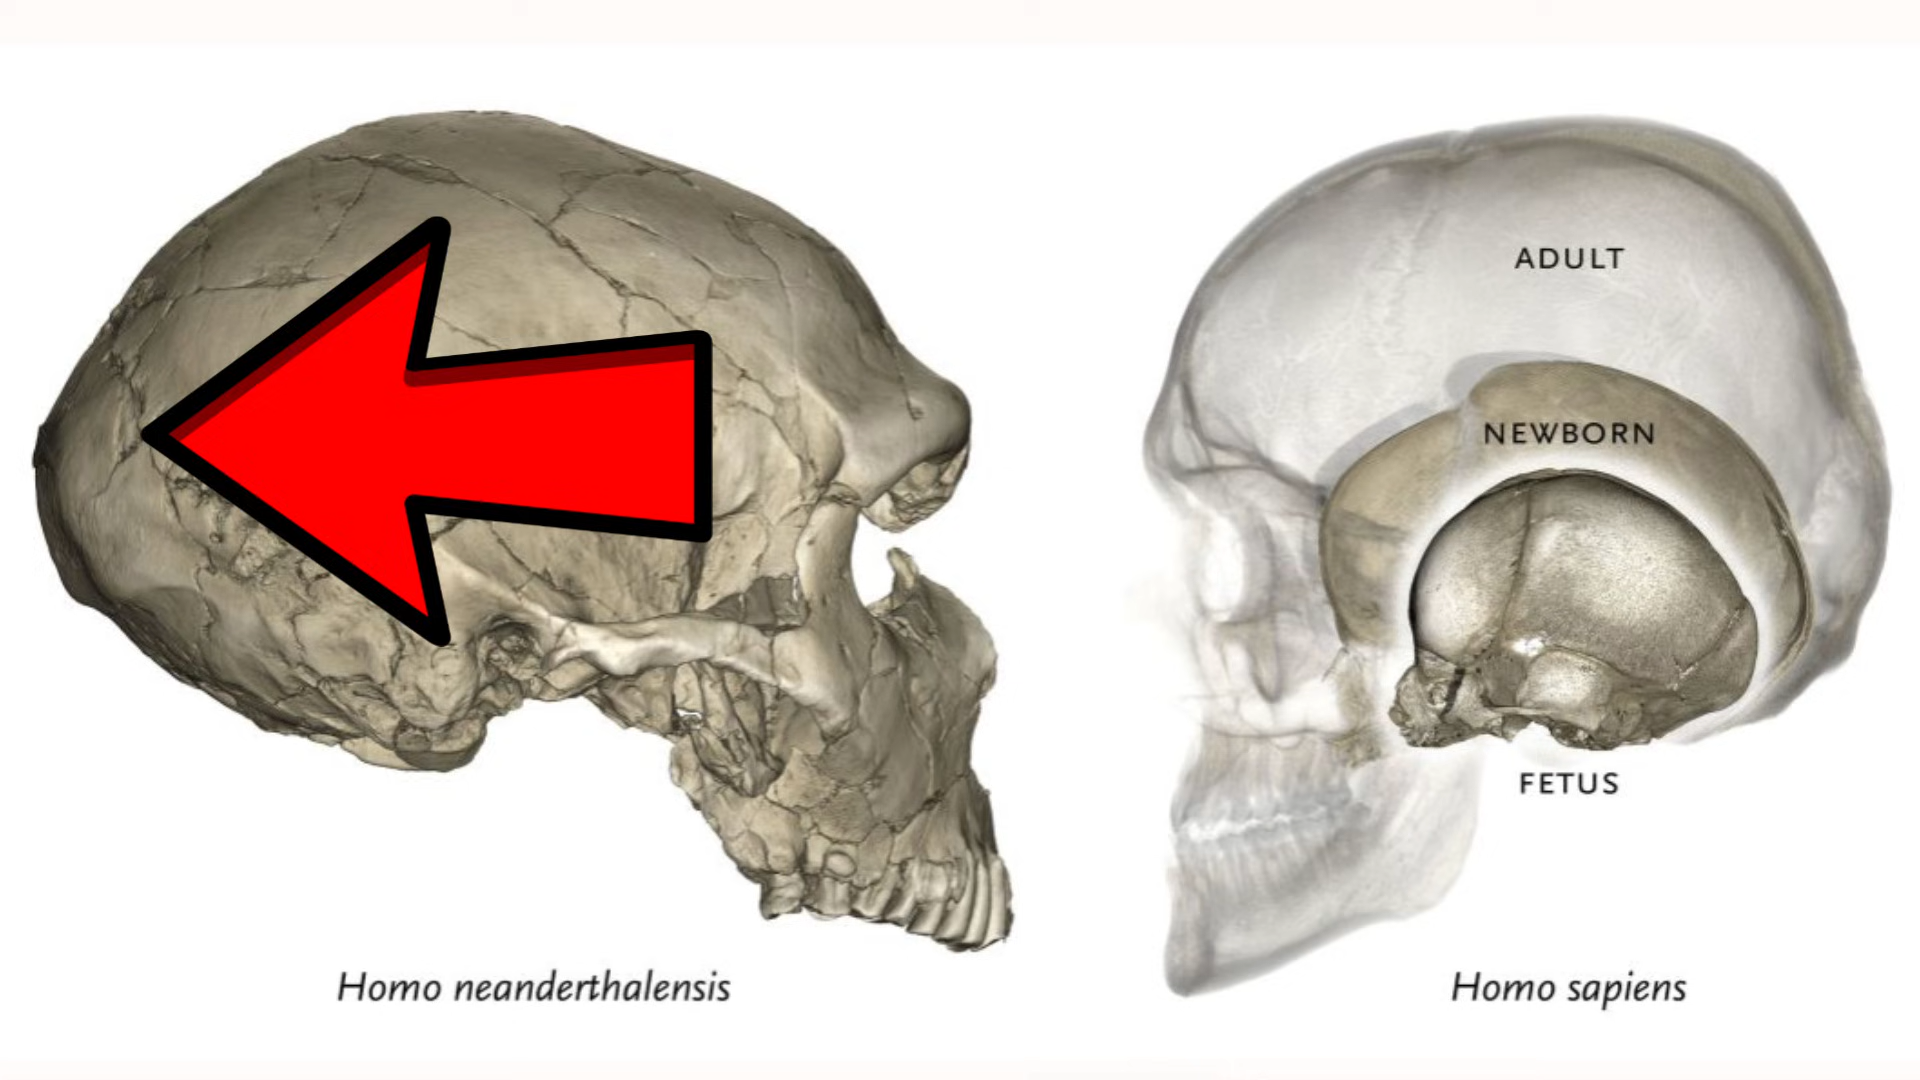 ADULT
NEWBORN
FETUS
Homo neanderthalensis
Homo sapiens